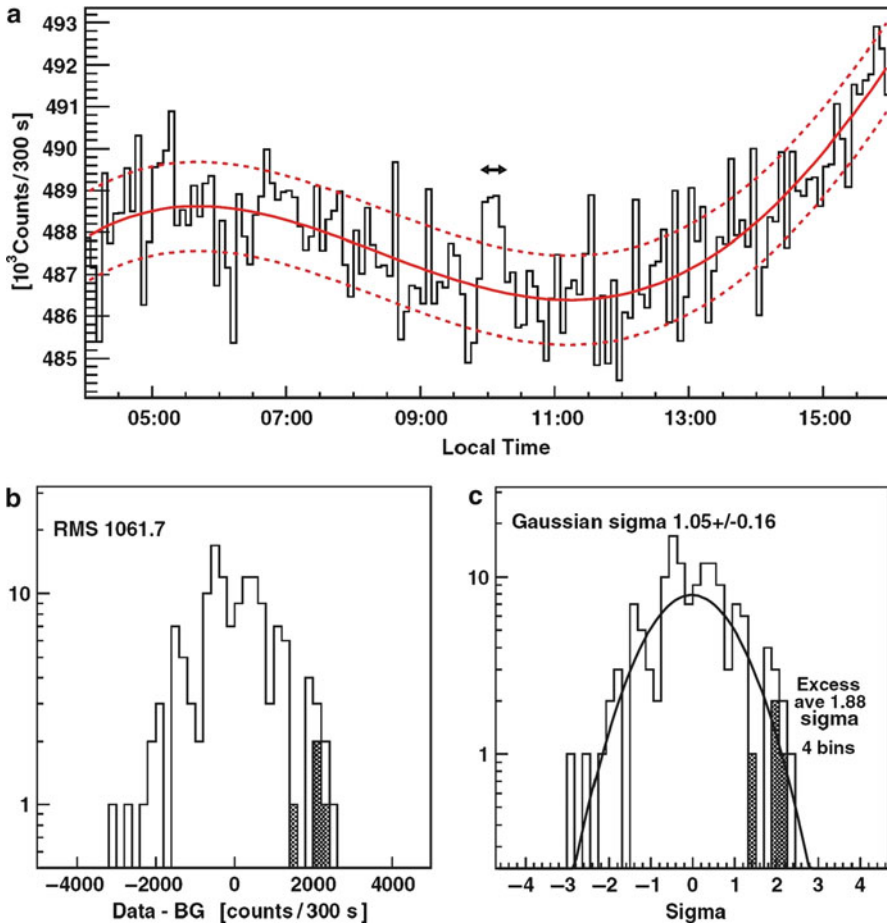 a
493
492
491
490
489
488
487
486
485
[10³Counts/300 s]
05:00 07:00 09:00 11:00 13:00 15:00
Local Time
b
RMS 1061.7
10
1
−4000 −2000 0 2000 4000
Data - BG [counts/300 s]
c
Gaussian sigma 1.05+/-0.16
10
1
Excess
ave 1.88
sigma
4 bins
−4 −3 −2 −1 0 1 2 3 4
Sigma